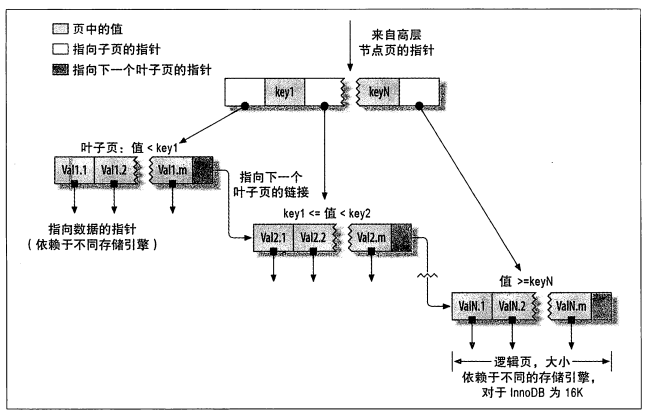 页中的值
指向子页的指针
指向下一个叶子页的指针
来自高层
节点页的指针
key1
keyN
叶子页：值 < key1
Val1.1
Val1.2
Val1.m
指向下一个
叶子页的链接
指向数据的指针
（依赖于不同存储引擎）
key1 <= 值 < key2
Val2.1
Val2.2
Val2.m
值 >=keyN
ValN.1
ValN.2
ValN.m
逻辑页，大小
依赖于不同的存储引擎，
对于 InnoDB 为 16K